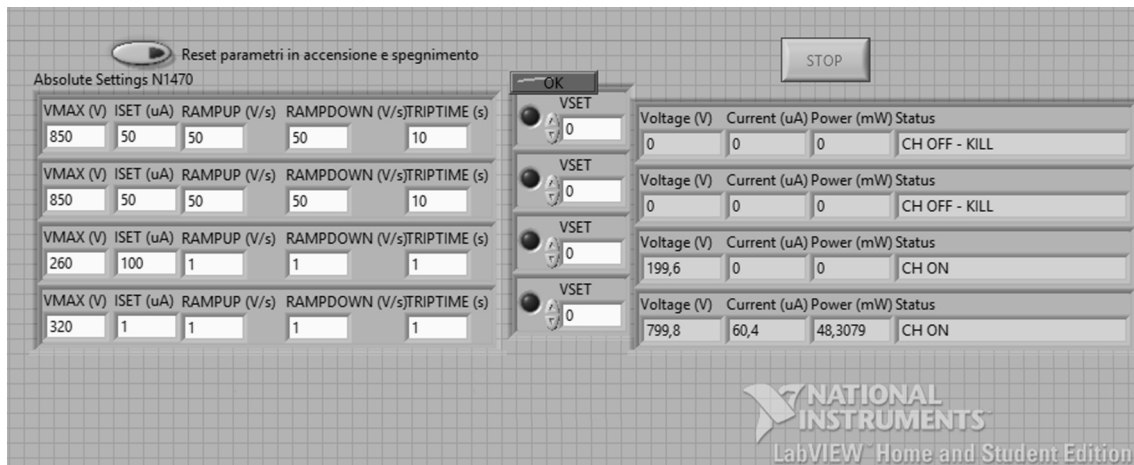 Reset parametri in accensione e spegnimento
STOP
Absolute Settings N1470
OK
VMAX (V) ISET (uA) RAMPUP (V/s) RAMPDOWN (V/s) TRIPTIME (s)
850 50 50 50 10
VSET
0
Voltage (V) Current (uA) Power (mW) Status
0 0 0 CH OFF - KILL
VMAX (V) ISET (uA) RAMPUP (V/s) RAMPDOWN (V/s) TRIPTIME (s)
850 50 50 50 10
VSET
0
Voltage (V) Current (uA) Power (mW) Status
0 0 0 CH OFF - KILL
VMAX (V) ISET (uA) RAMPUP (V/s) RAMPDOWN (V/s) TRIPTIME (s)
260 100 1 1 1
VSET
0
Voltage (V) Current (uA) Power (mW) Status
199,6 0 0 CH ON
VMAX (V) ISET (uA) RAMPUP (V/s) RAMPDOWN (V/s) TRIPTIME (s)
320 1 1 1 1
VSET
0
Voltage (V) Current (uA) Power (mW) Status
799,8 60,4 48,3079 CH ON
NATIONAL
INSTRUMENTS
LabVIEW™ Home and Student Edition